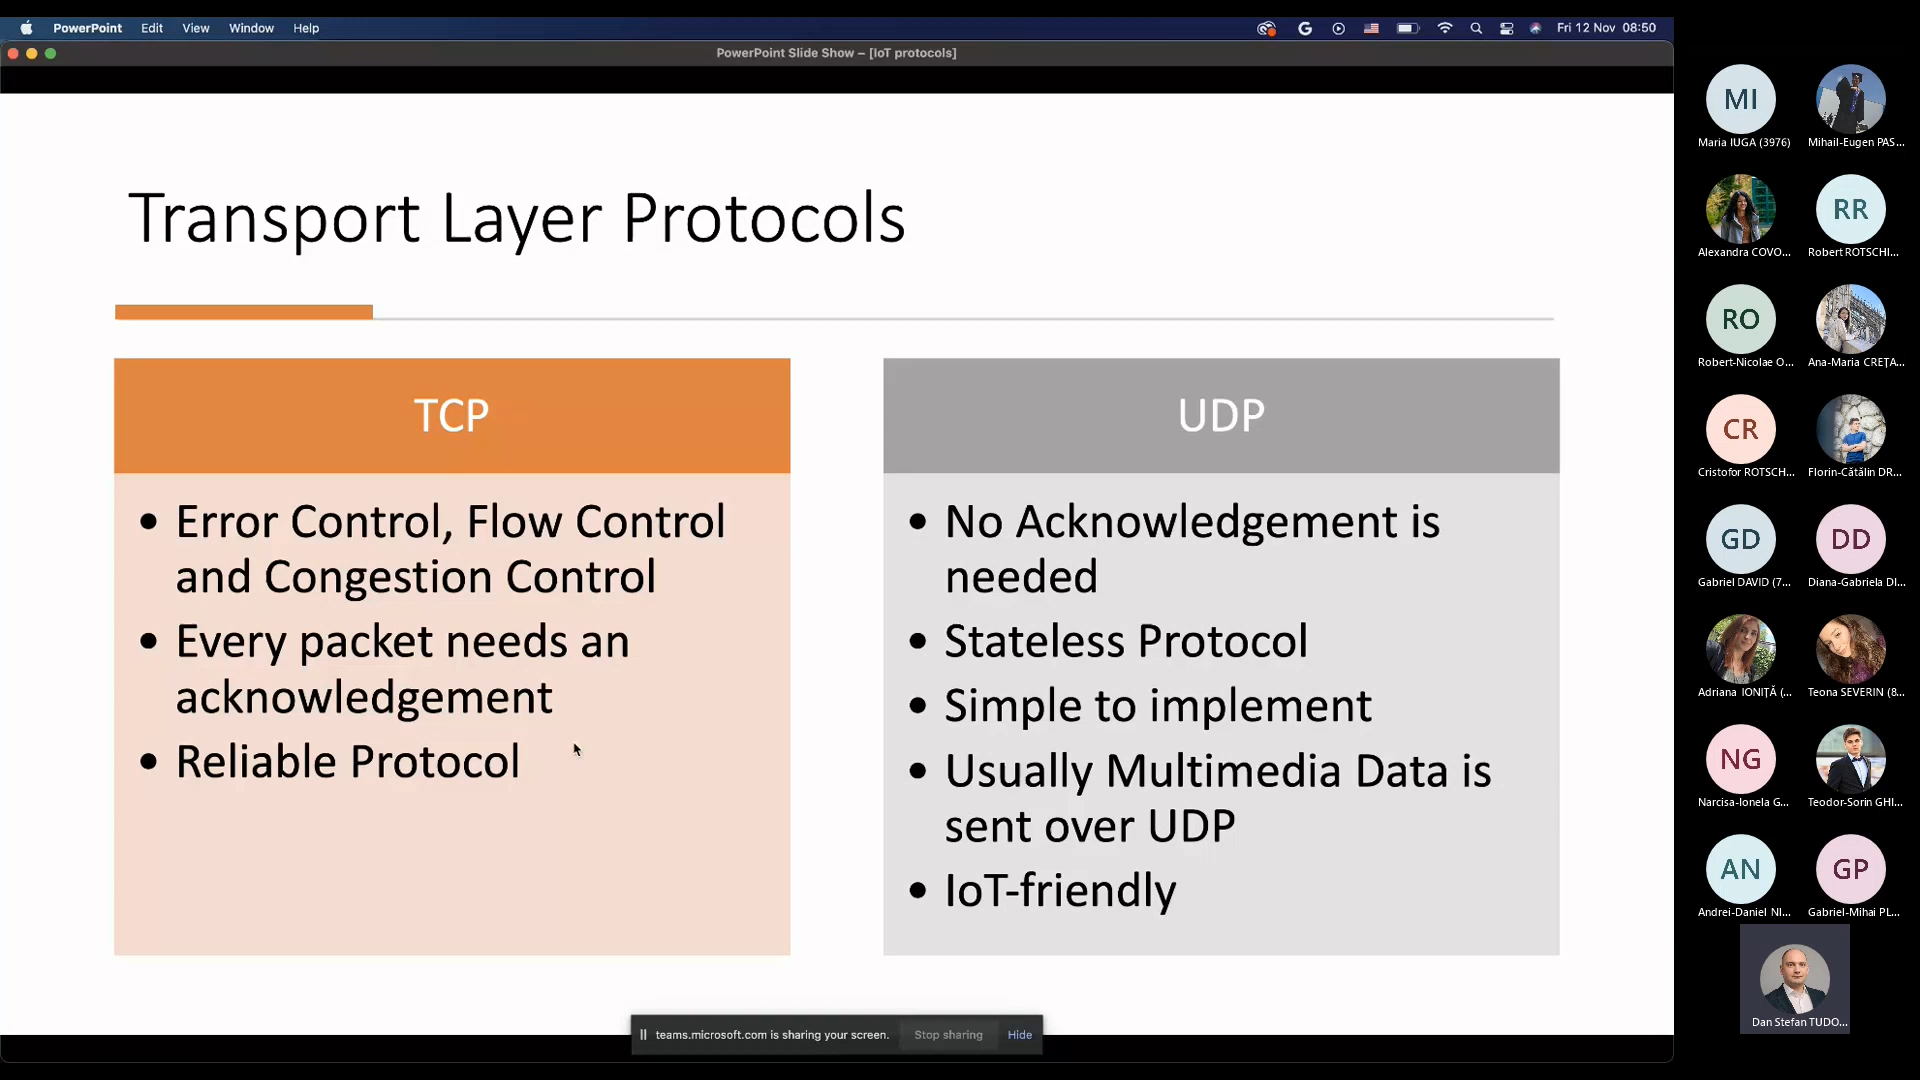 PowerPoint Edit View Window Help
Fri 12 Nov 08:50
PowerPoint Slide Show – [IoT protocols]
Transport Layer Protocols
TCP
• Error Control, Flow Control
and Congestion Control
• Every packet needs an
acknowledgement
• Reliable Protocol
UDP
• No Acknowledgement is
needed
• Stateless Protocol
• Simple to implement
• Usually Multimedia Data is
sent over UDP
• IoT-friendly
teams.microsoft.com is sharing your screen. Stop sharing Hide
MI
Maria IUGA (3976)
Mihail-Eugen PAS...
Alexandra COVO...
RR
Robert ROTSCHI...
RO
Robert-Nicolae O...
Ana-Maria CREȚA...
CR
Cristofor ROTSCH...
Florin-Cătălin DR...
GD
Gabriel DAVID (7...
DD
Diana-Gabriela DI...
Adriana IONIȚĂ (...
Teona SEVERIN (8...
NG
Narcisa-Ionela G...
Teodor-Sorin GHI...
AN
Andrei-Daniel NI...
GP
Gabriel-Mihai PL...
Dan Stefan TUDO...